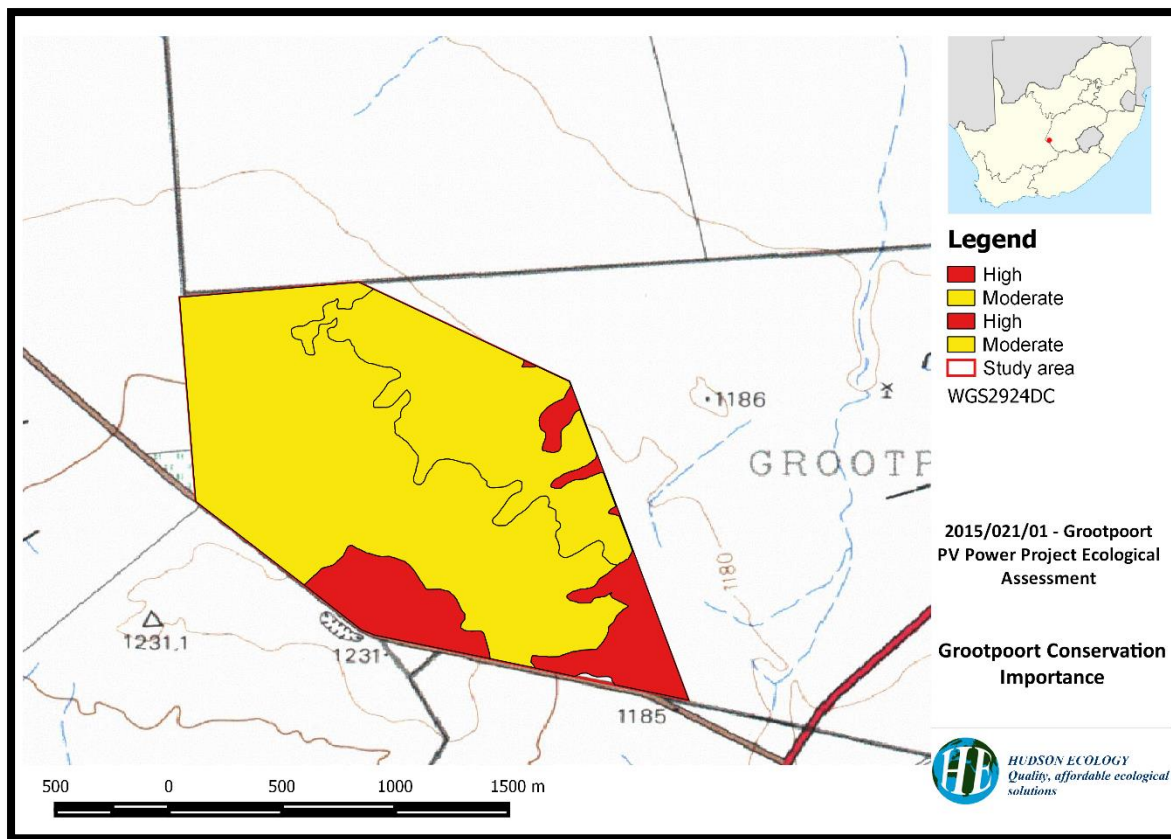 1186
GROOTP
1180
1231.1
1231
1185
500 0 500 1000 1500 m
Legend
High
Moderate
High
Moderate
Study area
WGS2924DC
2015/021/01 - Grootpoort
PV Power Project Ecological
Assessment
Grootpoort Conservation
Importance
HE
HUDSON ECOLOGY
Quality, affordable ecological
solutions